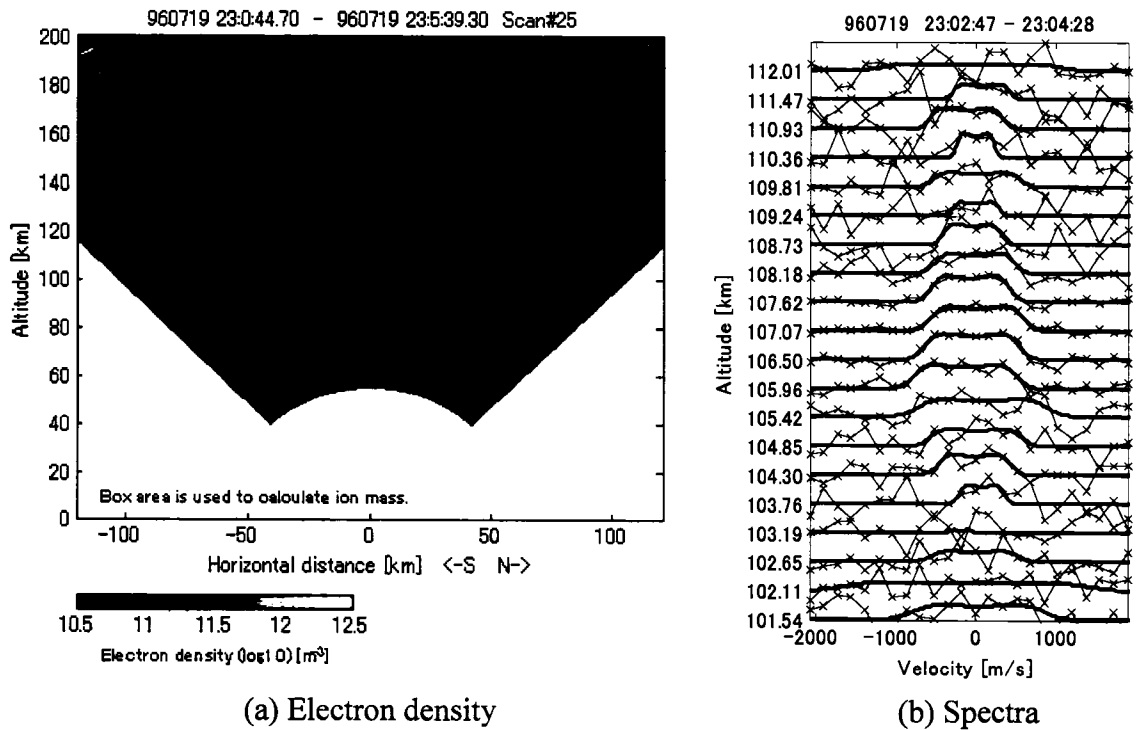 960719 23:0:44.70 - 960719 23:5:39.30 Scan#25
200
180
160
140
120
100
80
60
40
20
0
Altitude [km]
Box area is used to calculate ion mass.
-100 -50 0 50 100
Horizontal distance [km] <-S N->
10.5 11 11.5 12 12.5
Electron density (log10) [m³]
(a) Electron density
960719 23:02:47 - 23:04:28
112.01
111.47
110.93
110.36
109.81
109.24
108.73
108.18
107.62
107.07
106.50
105.96
105.42
104.85
104.30
103.76
103.19
102.65
102.11
101.54
Altitude [km]
-2000 -1000 0 1000
Velocity [m/s]
(b) Spectra